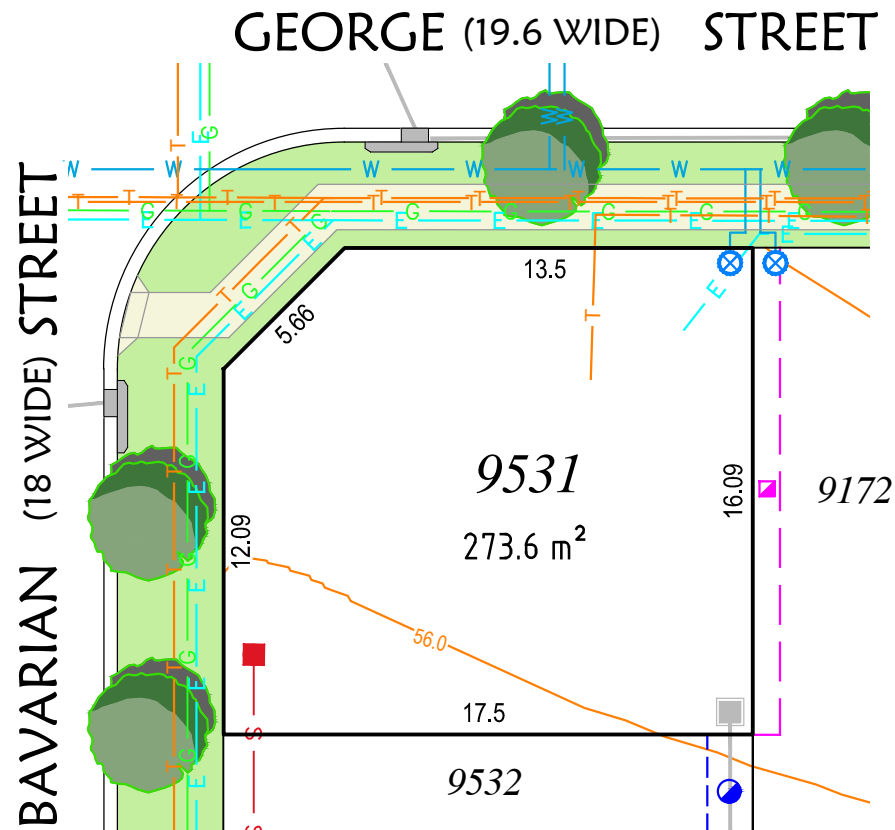 GEORGE (19.6 WIDE) STREET
BAVARIAN (18 WIDE) STREET
T
E
G
W W W W W W W W W
T T T T T T T T
G G G G G G
E E E E E E E
T G E
T G E
13.5
5.66
E
T
T G E
9531
273.6 m²
16.09
9172
12.09
T G E
T G E
56.0
T G E
17.5
S
T G E
9532
S